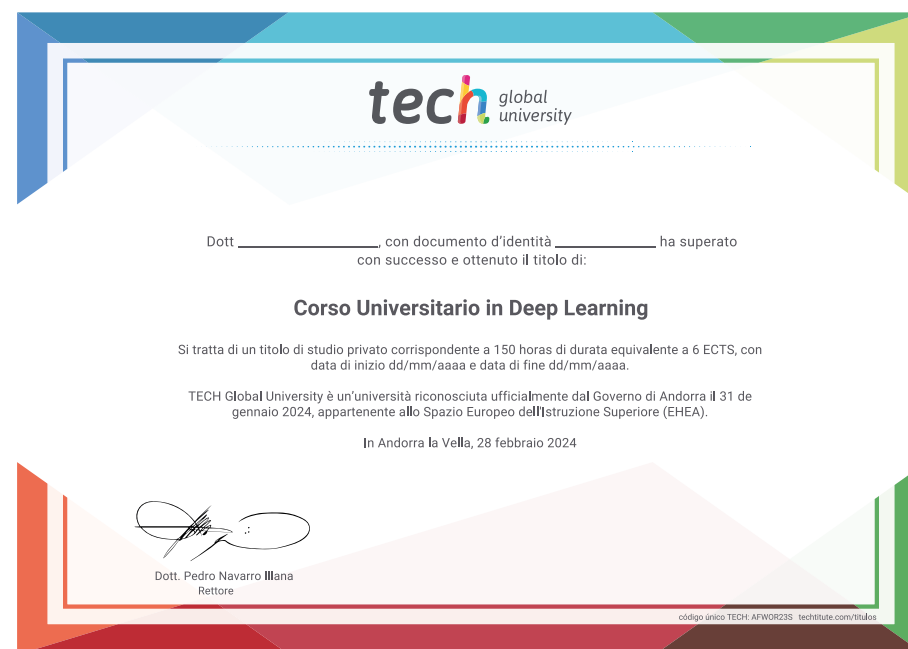 tech global university
Dott ____________________, con documento d'identità __________________ ha superato
con successo e ottenuto il titolo di:
Corso Universitario in Deep Learning
Si tratta di un titolo di studio privato corrispondente a 150 horas di durata equivalente a 6 ECTS, con
data di inizio dd/mm/aaaa e data di fine dd/mm/aaaa.
TECH Global University è un'università riconosciuta ufficialmente dal Governo di Andorra il 31 de
gennaio 2024, appartenente allo Spazio Europeo dell'Istruzione Superiore (EHEA).
In Andorra la Vella, 28 febbraio 2024
Dott. Pedro Navarro Illana
Rettore
código único TECH: AFWOR23S techtitute.com/titulos